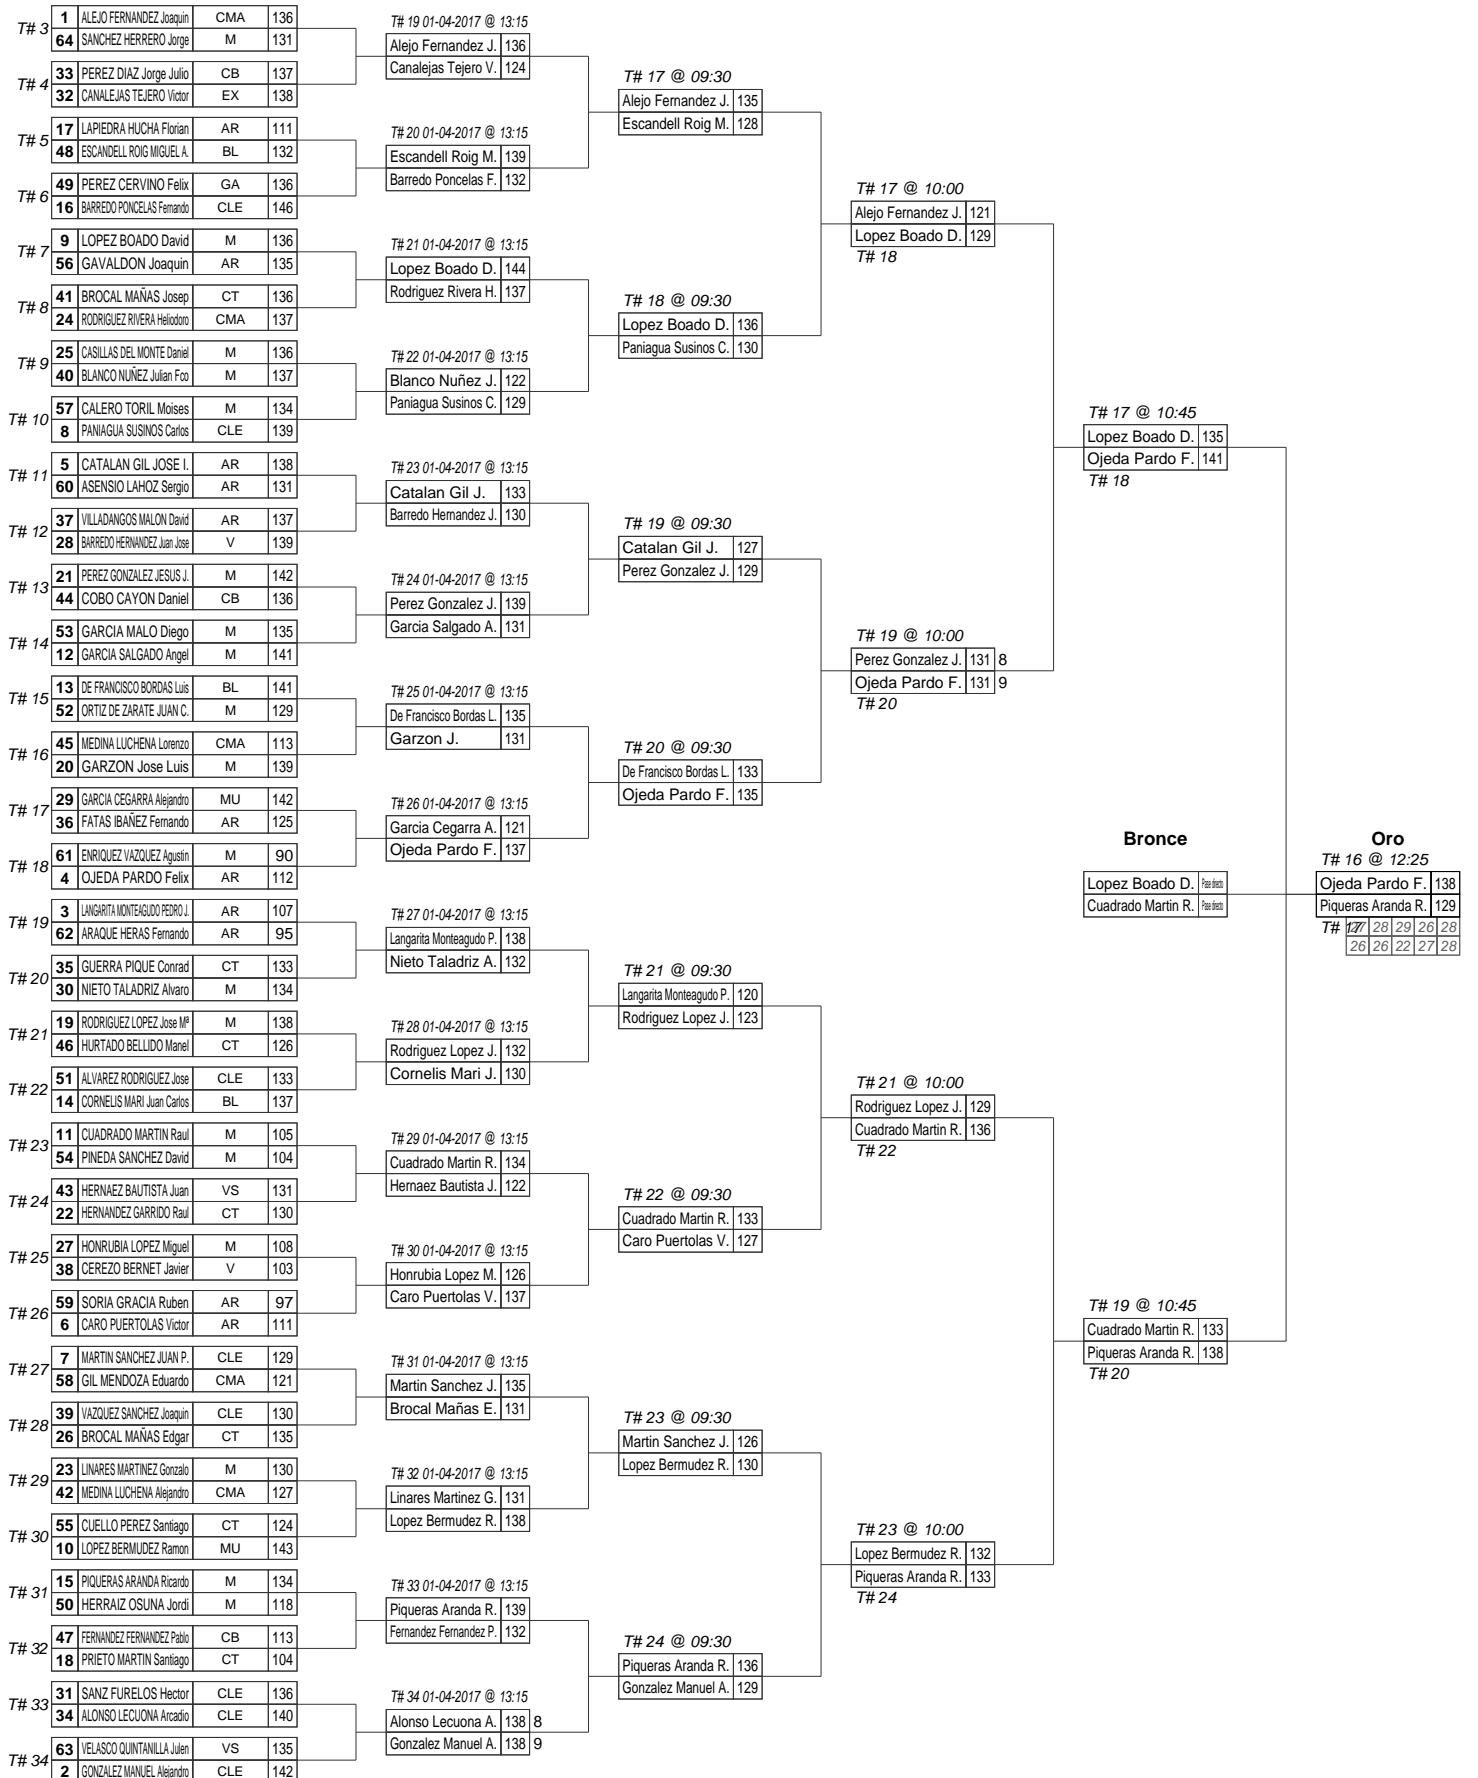 T# 3
1 ALEJO FERNANDEZ Joaquin CMA 136
64 SANCHEZ HERRERO Jorge M 131
T# 4
33 PEREZ DIAZ Jorge Julio CB 137
32 CANALEJAS TEJERO Victor EX 138
T# 5
17 LAPIEDRA HUCHA Florian AR 111
48 ESCANDELL ROIG MIGUEL A. BL 132
T# 6
49 PEREZ CERVINO Felix GA 136
16 BARREDO PONCELAS Fernando CLE 146
T# 7
9 LOPEZ BOADO David M 136
56 GAVALDON Joaquin AR 135
T# 8
41 BROCAL MAÑAS Josep CT 136
24 RODRIGUEZ RIVERA Heliodoro CMA 137
T# 9
25 CASILLAS DEL MONTE Daniel M 136
40 BLANCO NUÑEZ Julian Fco M 137
T# 10
57 CALERO TORIL Moises M 134
8 PANIAGUA SUSINOS Carlos CLE 139
T# 11
5 CATALAN GIL JOSE I. AR 138
60 ASENSIO LAHOZ Sergio AR 131
T# 12
37 VILLADANGOS MALON David AR 137
28 BARREDO HERNANDEZ Juan Jose V 139
T# 13
21 PEREZ GONZALEZ JESUS J. M 142
44 COBO CAYON Daniel CB 136
T# 14
53 GARCIA MALO Diego M 135
12 GARCIA SALGADO Angel M 141
T# 15
13 DE FRANCISCO BORDAS Luis BL 141
52 ORTIZ DE ZARATE JUAN C. M 129
T# 16
45 MEDINA LUCHENA Lorenzo CMA 113
20 GARZON Jose Luis M 139
T# 17
29 GARCIA CEGARRA Alejandro MU 142
36 FATAS IBAÑEZ Fernando AR 125
T# 18
61 ENRIQUEZ VAZQUEZ Agustin M 90
4 OJEDA PARDO Felix AR 112
T# 19
3 LANGARITA MONTEAGUDO PEDRO J. AR 107
62 ARAQUE HERAS Fernando AR 95
T# 20
35 GUERRA PIQUE Conrad CT 133
30 NIETO TALADRIZ Alvaro M 134
T# 21
19 RODRIGUEZ LOPEZ Jose Mª M 138
46 HURTADO BELLIDO Manel CT 126
T# 22
51 ALVAREZ RODRIGUEZ Jose CLE 133
14 CORNELIS MARI Juan Carlos BL 137
T# 23
11 CUADRADO MARTIN Raul M 105
54 PINEDA SANCHEZ David M 104
T# 24
43 HERNAEZ BAUTISTA Juan VS 131
22 HERNANDEZ GARRIDO Raul CT 130
T# 25
27 HONRUBIA LOPEZ Miguel M 108
38 CEREZO BERNET Javier V 103
T# 26
59 SORIA GRACIA Ruben AR 97
6 CARO PUERTOLAS Victor AR 111
T# 27
7 MARTIN SANCHEZ JUAN P. CLE 129
58 GIL MENDOZA Eduardo CMA 121
T# 28
39 VAZQUEZ SANCHEZ Joaquin CLE 130
26 BROCAL MAÑAS Edgar CT 135
T# 29
23 LINARES MARTINEZ Gonzalo M 130
42 MEDINA LUCHENA Alejandro CMA 127
T# 30
55 CUELLO PEREZ Santiago CT 124
10 LOPEZ BERMUDEZ Ramon MU 143
T# 31
15 PIQUERAS ARANDA Ricardo M 134
50 HERRAIZ OSUNA Jordi M 118
T# 32
47 FERNANDEZ FERNANDEZ Pablo CB 113
18 PRIETO MARTIN Santiago CT 104
T# 33
31 SANZ FURELOS Hector CLE 136
34 ALONSO LECUONA Arcadio CLE 140
T# 34
63 VELASCO QUINTANILLA Julen VS 135
2 GONZALEZ MANUEL Alejandro CLE 142
T# 19 01-04-2017 @ 13:15
Alejo Fernandez J. 136
Canalejas Tejero V. 124
T# 20 01-04-2017 @ 13:15
Escandell Roig M. 139
Barredo Poncelas F. 132
T# 21 01-04-2017 @ 13:15
Lopez Boado D. 144
Rodriguez Rivera H. 137
T# 22 01-04-2017 @ 13:15
Blanco Nuñez J. 122
Paniagua Susinos C. 129
T# 23 01-04-2017 @ 13:15
Catalan Gil J. 133
Barredo Hernandez J. 130
T# 24 01-04-2017 @ 13:15
Perez Gonzalez J. 139
Garcia Salgado A. 131
T# 25 01-04-2017 @ 13:15
De Francisco Bordas L. 135
Garzon J. 131
T# 26 01-04-2017 @ 13:15
Garcia Cegarra A. 121
Ojeda Pardo F. 137
T# 27 01-04-2017 @ 13:15
Langarita Monteagudo P. 138
Nieto Taladriz A. 132
T# 28 01-04-2017 @ 13:15
Rodriguez Lopez J. 132
Cornelis Mari J. 130
T# 29 01-04-2017 @ 13:15
Cuadrado Martin R. 134
Hernaez Bautista J. 122
T# 30 01-04-2017 @ 13:15
Honrubia Lopez M. 126
Caro Puertolas V. 137
T# 31 01-04-2017 @ 13:15
Martin Sanchez J. 135
Brocal Mañas E. 131
T# 32 01-04-2017 @ 13:15
Linares Martinez G. 131
Lopez Bermudez R. 138
T# 33 01-04-2017 @ 13:15
Piqueras Aranda R. 139
Fernandez Fernandez P. 132
T# 34 01-04-2017 @ 13:15
Alonso Lecuona A. 138 8
Gonzalez Manuel A. 138 9
T# 17 @ 09:30
Alejo Fernandez J. 135
Escandell Roig M. 128
T# 18 @ 09:30
Lopez Boado D. 136
Paniagua Susinos C. 130
T# 19 @ 09:30
Catalan Gil J. 127
Perez Gonzalez J. 129
T# 20 @ 09:30
De Francisco Bordas L. 133
Ojeda Pardo F. 135
T# 21 @ 09:30
Langarita Monteagudo P. 120
Rodriguez Lopez J. 123
T# 22 @ 09:30
Cuadrado Martin R. 133
Caro Puertolas V. 127
T# 23 @ 09:30
Martin Sanchez J. 126
Lopez Bermudez R. 130
T# 24 @ 09:30
Piqueras Aranda R. 136
Gonzalez Manuel A. 129
T# 17 @ 10:00
Alejo Fernandez J. 121
Lopez Boado D. 129
T# 18
T# 19 @ 10:00
Perez Gonzalez J. 131 8
Ojeda Pardo F. 131 9
T# 20
T# 21 @ 10:00
Rodriguez Lopez J. 129
Cuadrado Martin R. 136
T# 22
T# 23 @ 10:00
Lopez Bermudez R. 132
Piqueras Aranda R. 133
T# 24
T# 17 @ 10:45
Lopez Boado D. 135
Ojeda Pardo F. 141
T# 18
T# 19 @ 10:45
Cuadrado Martin R. 133
Piqueras Aranda R. 138
T# 20
Bronce
Lopez Boado D. Pase directo
Cuadrado Martin R. Pase directo
Oro
T# 16 @ 12:25
Ojeda Pardo F. 138
Piqueras Aranda R. 129
T# 17
27 28 29 26 28
26 26 22 27 28